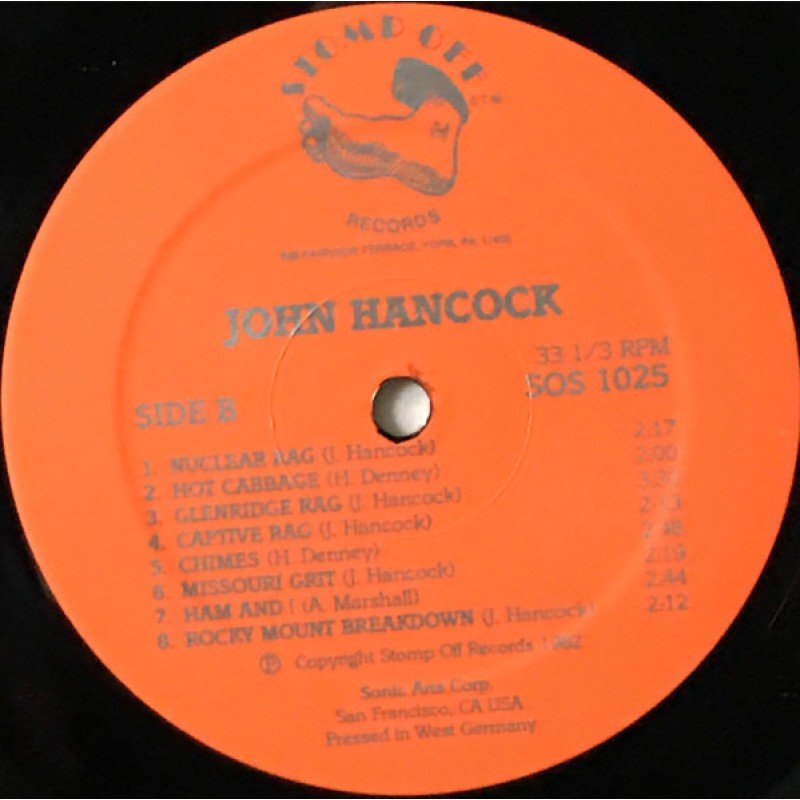 STOMP OFF
T.M.
RECORDS
TERRACE, YORK, PA
JOHN HANCOCK
33 1/3 RPM
SOS 1025
SIDE B
1. NUCLEAR RAG (J. Hancock) 2:17
2. HOT CABBAGE (H. Denney) 2:00
3. GLENRIDGE RAG (J. Hancock)
4. CAPTIVE RAG (J. Hancock)
5. CHIMES (H. Denney) 2:48
6. MISSOURI GRIT (J. Hancock) 2:19
7. HAM AND ! (A. Marshall) 2:44
8. ROCKY MOUNT BREAKDOWN (J. Hancock) 2:12
Ⓟ Copyright Stomp Off Records 1982
Sonic Arts Corp.
San Francisco, CA USA
Pressed in West Germany